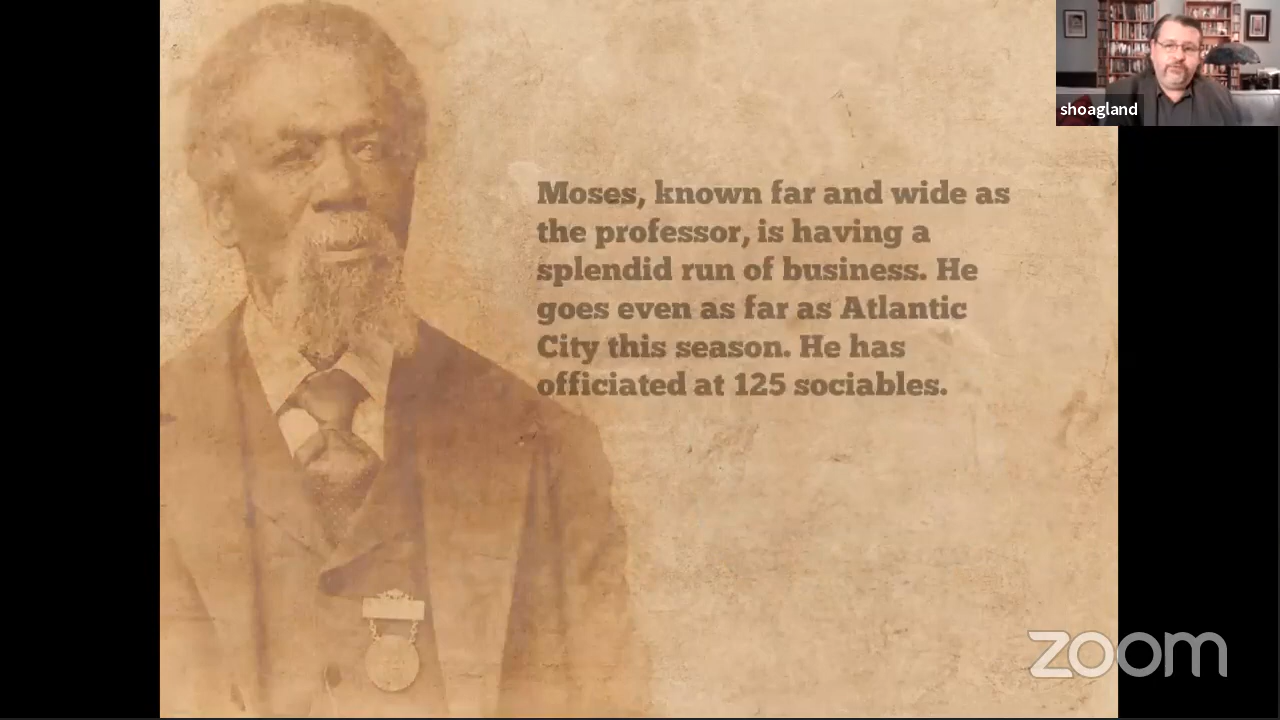 shoagland
Moses, known far and wide as
the professor, is having a
splendid run of business. He
goes even as far as Atlantic
City this season. He has
officiated at 125 sociables.
zoom